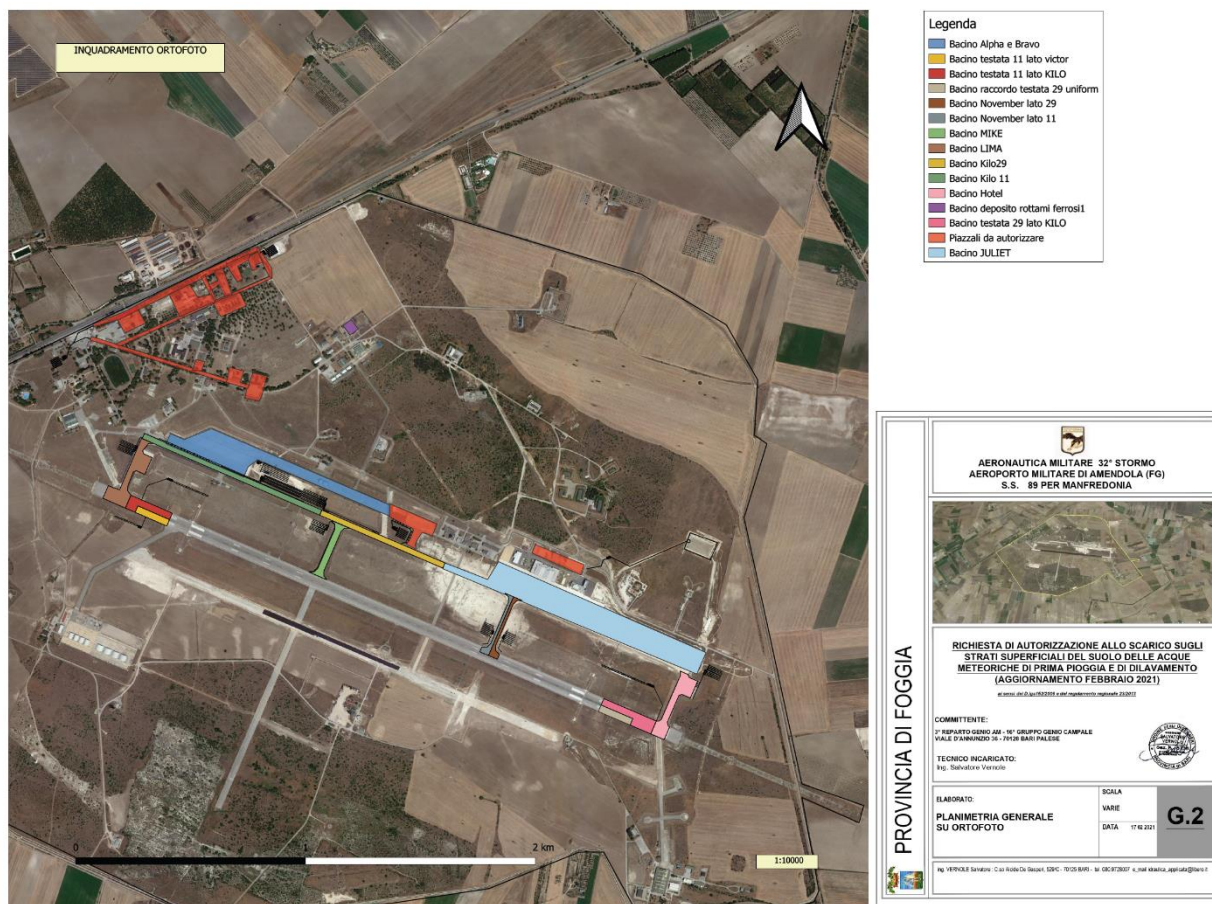 INQUADRAMENTO ORTOFOTO
0
1
2 km
1:10000
Legenda
Bacino Alpha e Bravo
Bacino testata 11 lato victor
Bacino testata 11 lato KILO
Bacino raccordo testata 29 uniform
Bacino November lato 29
Bacino November lato 11
Bacino MIKE
Bacino LIMA
Bacino Kilo29
Bacino Kilo 11
Bacino Hotel
Bacino deposito rottami ferrosi1
Bacino testata 29 lato KILO
Piazzali da autorizzare
Bacino JULIET
PROVINCIA DI FOGGIA
AERONAUTICA MILITARE 32° STORMO
AEROPORTO MILITARE DI AMENDOLA (FG)
S.S. 89 PER MANFREDONIA
RICHIESTA DI AUTORIZZAZIONE ALLO SCARICO SUGLI
STRATI SUPERFICIALI DEL SUOLO DELLE ACQUE
METEORICHE DI PRIMA PIOGGIA E DI DILAVAMENTO
(AGGIORNAMENTO FEBBRAIO 2021)
COMMITTENTE:
3° REPARTO GENIO AM - 16° GRUPPO GENIO CAMPALE
VIALE D'ANNUNZIO 36 - 70128 BARI PALESE
TECNICO INCARICATO:
Ing. Salvatore Vernole
ELABORATO:
PLANIMETRIA GENERALE
SU ORTOFOTO
SCALA
VARIE
DATA 17 02 2021
G.2
Ing. VERNOLE Salvatore